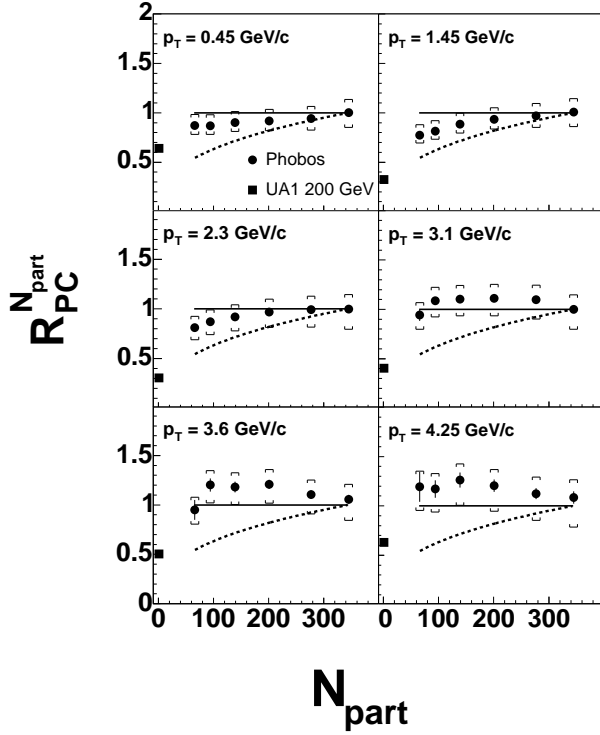 2
1.5
1
0.5
p_T = 0.45 GeV/c
p_T = 1.45 GeV/c
Phobos
UA1 200 GeV
R_PC^N_part
1.5
1
0.5
p_T = 2.3 GeV/c
p_T = 3.1 GeV/c
1.5
1
0.5
0
p_T = 3.6 GeV/c
p_T = 4.25 GeV/c
0 100 200 300 0 100 200 300
N_part